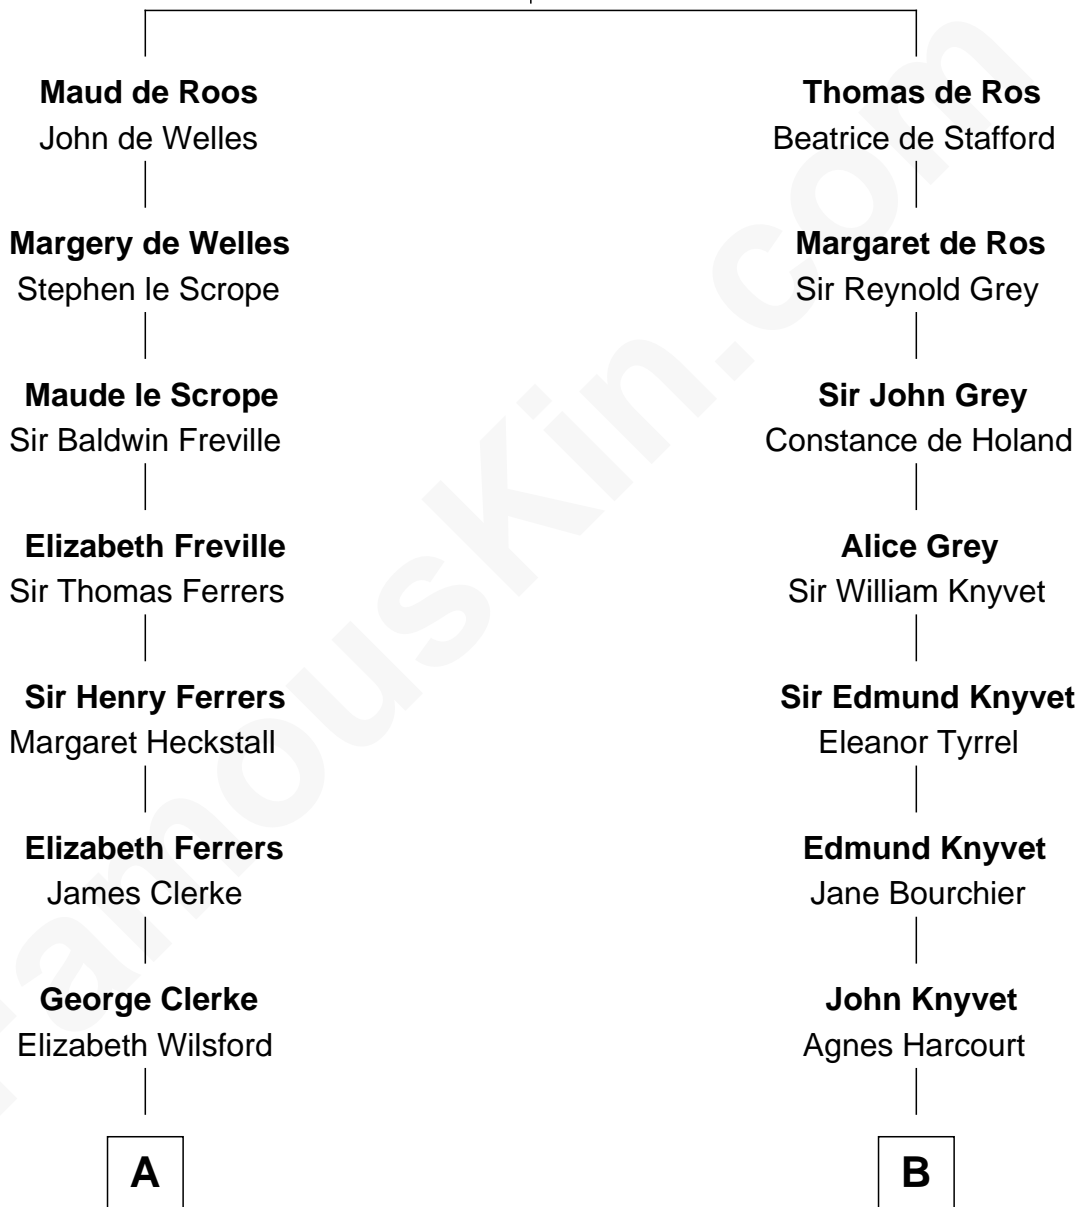 Maud de Roos
John de Welles
Margery de Welles
Stephen le Scrope
Maude le Scrope
Sir Baldwin Freville
Elizabeth Freville
Sir Thomas Ferrers
Sir Henry Ferrers
Margaret Heckstall
Elizabeth Ferrers
James Clerke
George Clerke
Elizabeth Wilsford
A
Thomas de Ros
Beatrice de Stafford
Margaret de Ros
Sir Reynold Grey
Sir John Grey
Constance de Holand
Alice Grey
Sir William Knyvet
Sir Edmund Knyvet
Eleanor Tyrrel
Edmund Knyvet
Jane Bourchier
John Knyvet
Agnes Harcourt
B
FamousKin.com